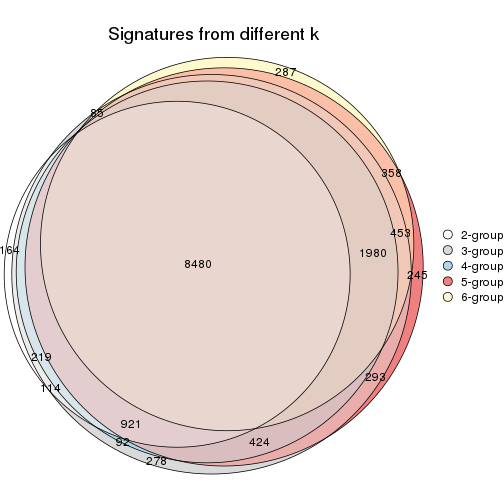 Signatures from different k
287
85
358
453
164
1980
8480
245
219
293
114
921
92
424
278
2-group
3-group
4-group
5-group
6-group